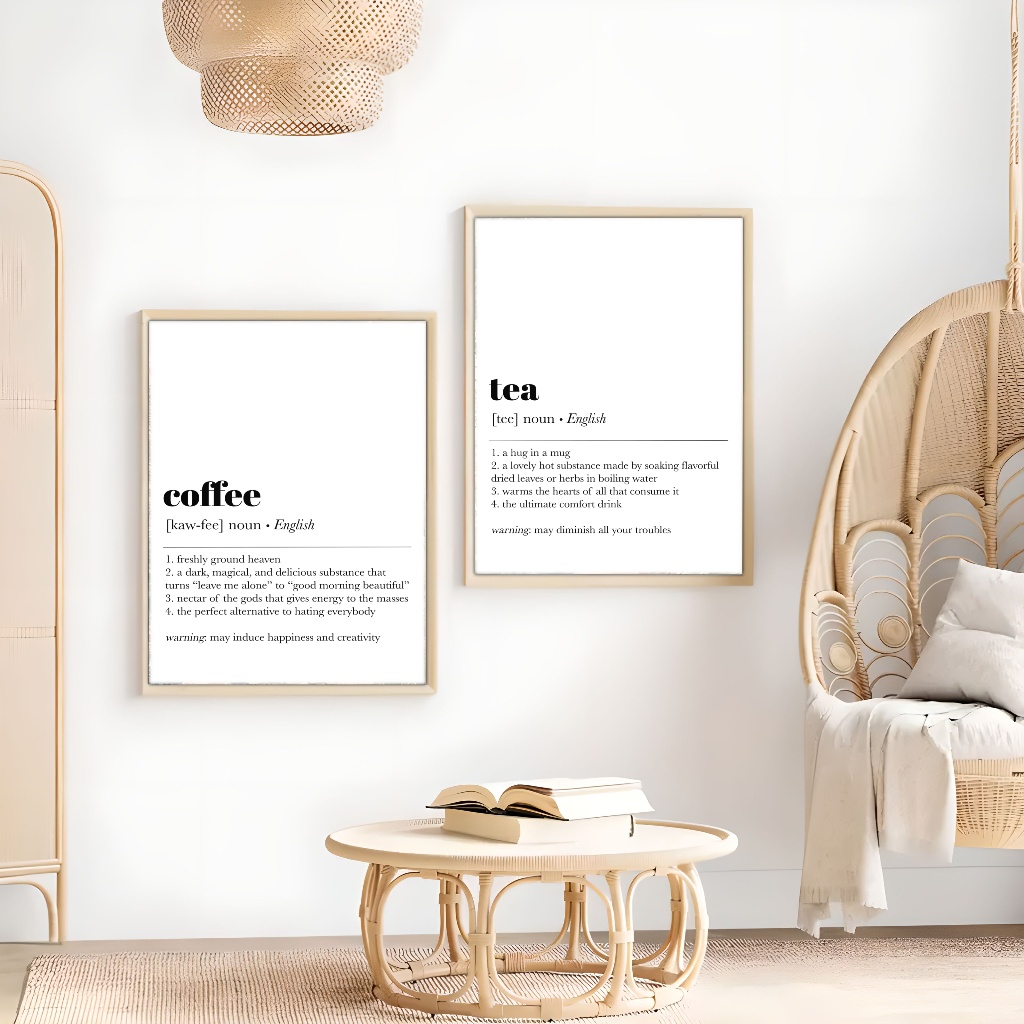 coffee
[kaw-fee] noun • English
1. freshly ground heaven
2. a dark, magical, and delicious substance that
turns “leave me alone” to “good morning beautiful”
3. nectar of the gods that gives energy to the masses
4. the perfect alternative to hating everybody
warning: may induce happiness and creativity
tea
[tee] noun • English
1. a hug in a mug
2. a lovely hot substance made by soaking flavorful
dried leaves or herbs in boiling water
3. warms the hearts of all that consume it
4. the ultimate comfort drink
warning: may diminish all your troubles